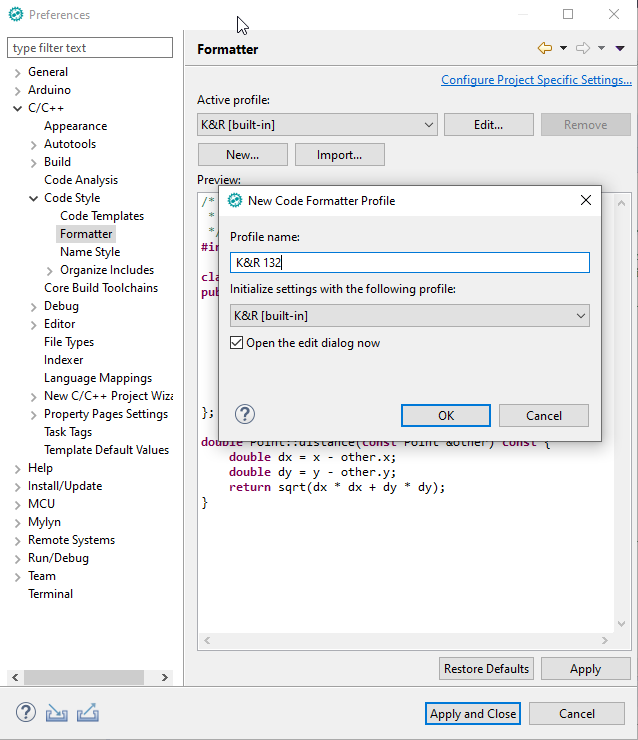 Preferences
type filter text
General
Arduino
C/C++
Appearance
Autotools
Build
Code Analysis
Code Style
Code Templates
Formatter
Name Style
Organize Includes
Core Build Toolchains
Debug
Editor
File Types
Indexer
Language Mappings
New C/C++ Project Wiza
Property Pages Settings
Task Tags
Template Default Values
Help
Install/Update
MCU
Mylyn
Remote Systems
Run/Debug
Team
Terminal
Formatter
Configure Project Specific Settings...
Active profile:
K&R [built-in]
Edit...
Remove
New...
Import...
Preview:
/*
*
*/
#in
cla
pub
};
double Point::distance(const Point &other) const {
double dx = x - other.x;
double dy = y - other.y;
return sqrt(dx * dx + dy * dy);
}
New Code Formatter Profile
Profile name:
K&R 132
Initialize settings with the following profile:
K&R [built-in]
Open the edit dialog now
OK
Cancel
Restore Defaults
Apply
Apply and Close
Cancel